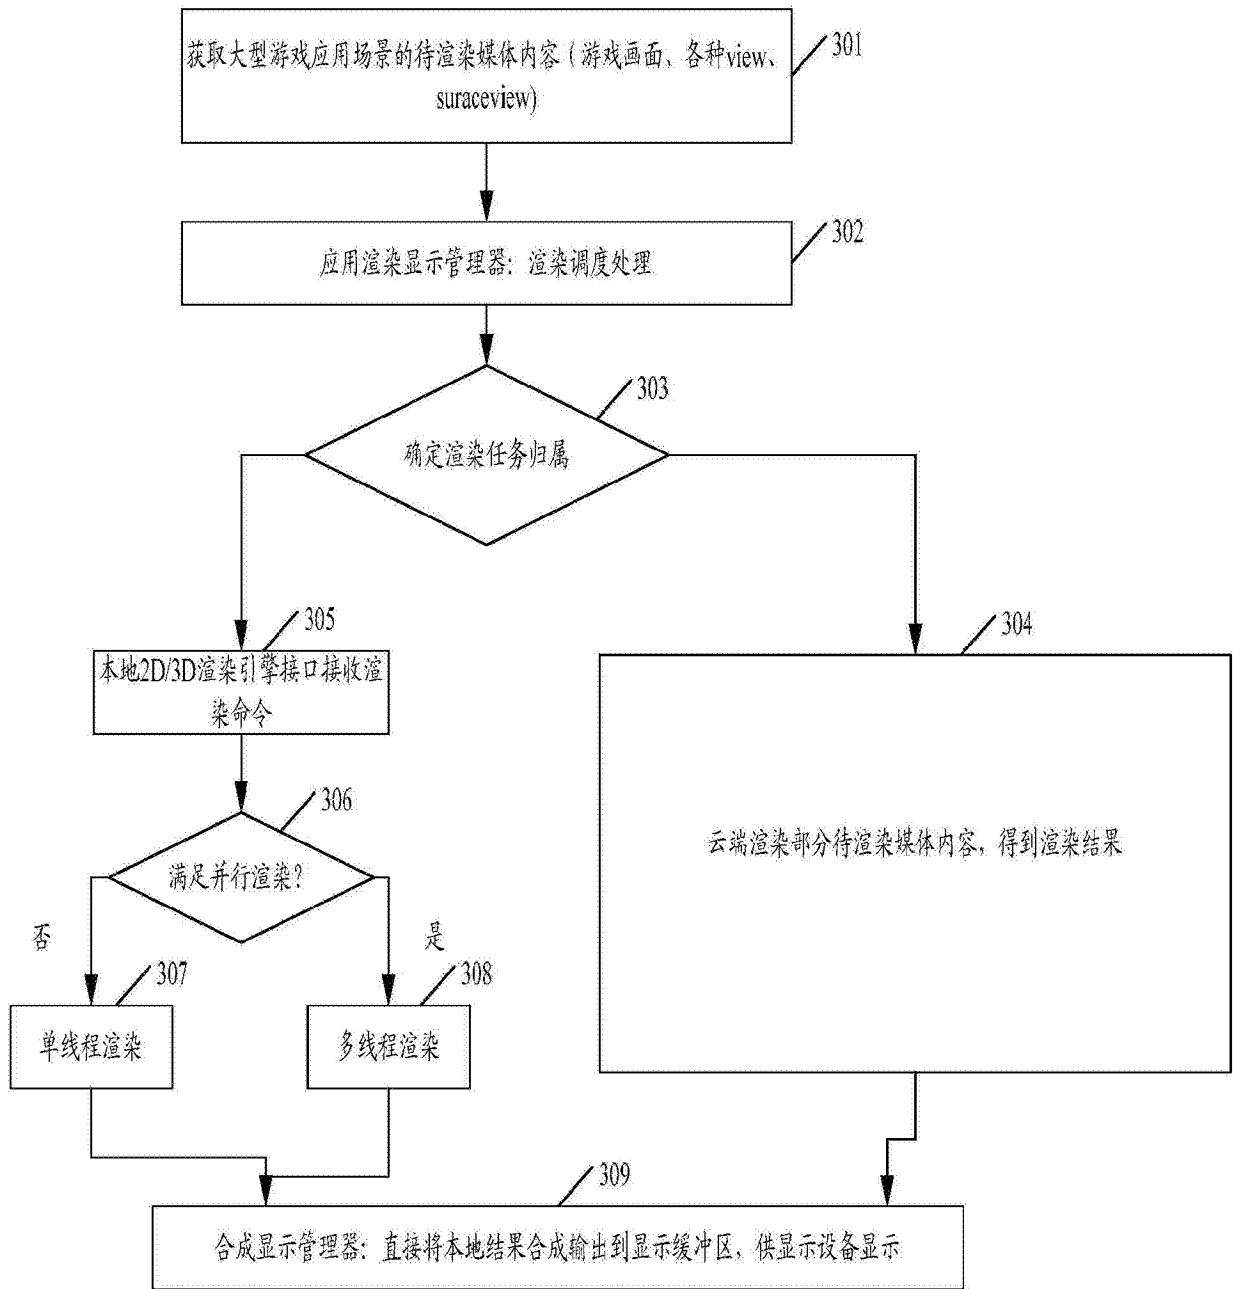 获取大型游戏应用场景的待渲染媒体内容（游戏画面、各种view、
suraceview)
301
应用渲染显示管理器：渲染调度处理
302
确定渲染任务归属
303
305
本地2D/3D渲染引擎接口接收渲
染命令
304
云端渲染部分待渲染媒体内容，得到渲染结果
306
满足并行渲染？
否
是
307
单线程渲染
308
多线程渲染
309
合成显示管理器：直接将本地结果合成输出到显示缓冲区，供显示设备显示